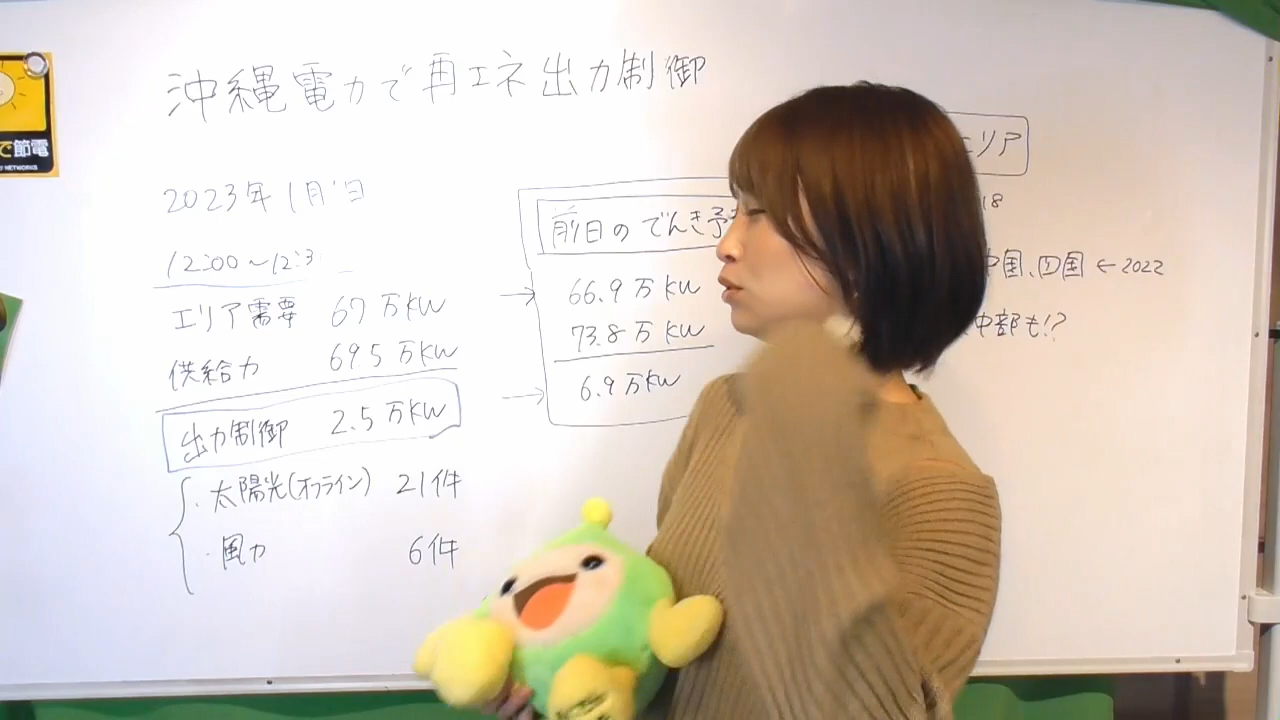 沖縄電力で再エネ出力制御
2023年1月1日
12:00～12:3
エリア需要 67万kW
供給力 69.5万kW
出力制御 2.5万kW
・太陽光(オフライン) 21件
・風力 6件
前日のでんき予
66.9万kW
73.8万kW
6.9万kW
エリア
18
中国、四国 ← 2022
中部も!?
で節電
NETWORKS